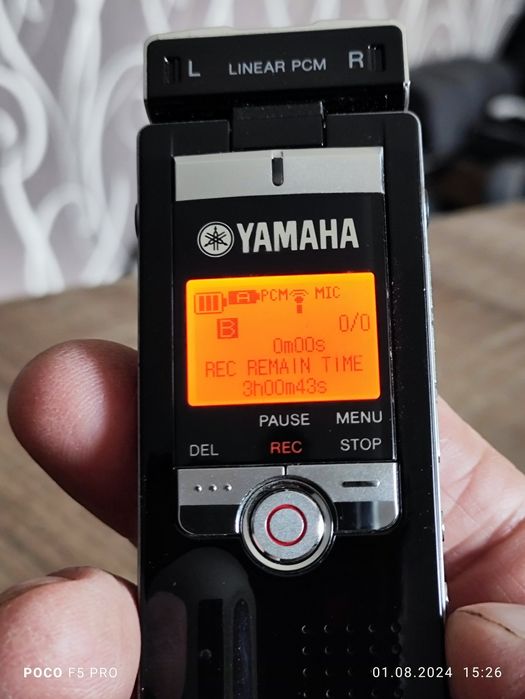 L LINEAR PCM R
YAMAHA
A PCM MIC
B 0/0
0m00s
REC REMAIN TIME
3h00m43s
PAUSE MENU
DEL REC STOP
POCO F5 PRO 01.08.2024 15:26